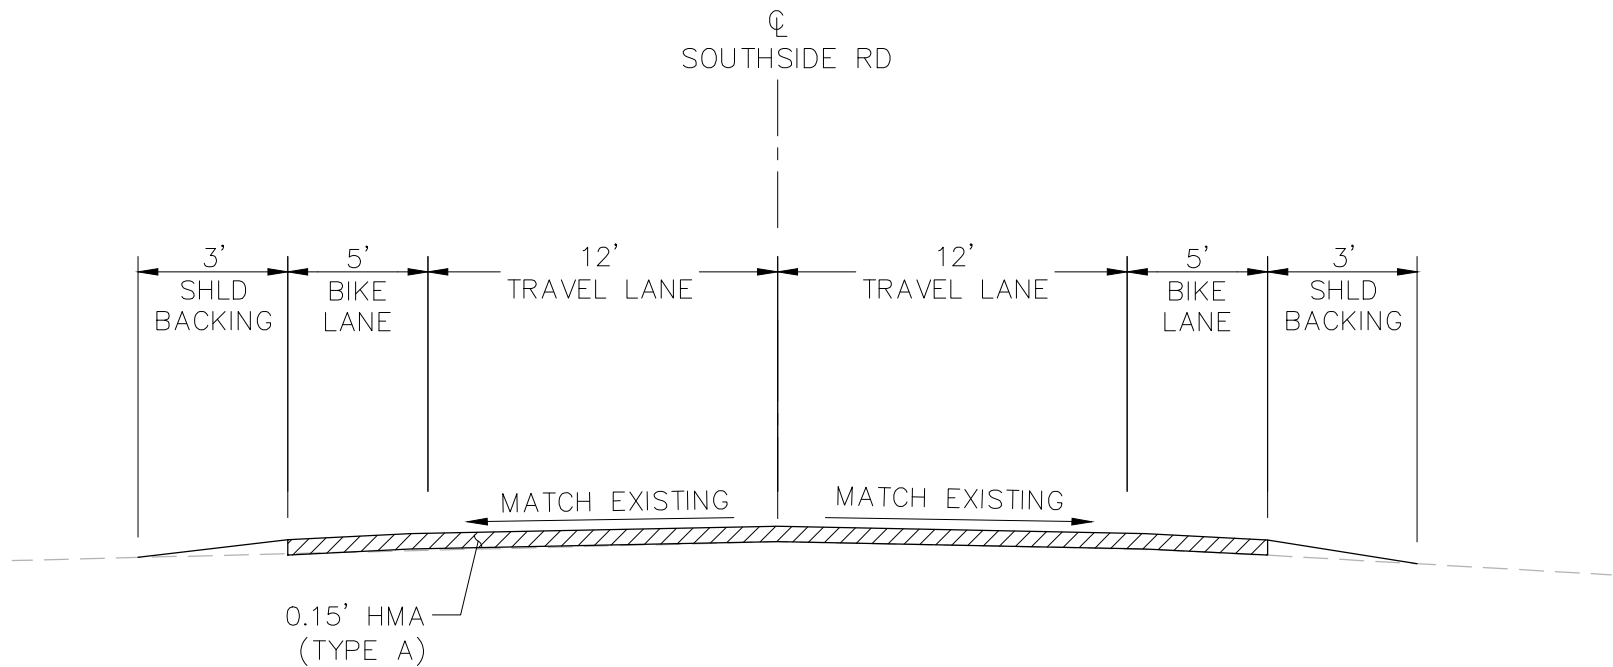 ℄
SOUTHSIDE RD
3'
SHLD
BACKING
5'
BIKE
LANE
12'
TRAVEL LANE
12'
TRAVEL LANE
5'
BIKE
LANE
3'
SHLD
BACKING
MATCH EXISTING
MATCH EXISTING
0.15' HMA
(TYPE A)